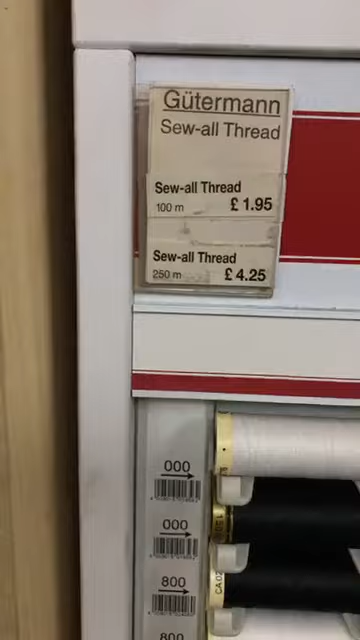 Gütermann
Sew-all Thread
Sew-all Thread
100 m £ 1.95
Sew-all Thread
250 m £ 4.25
000
000
800
800